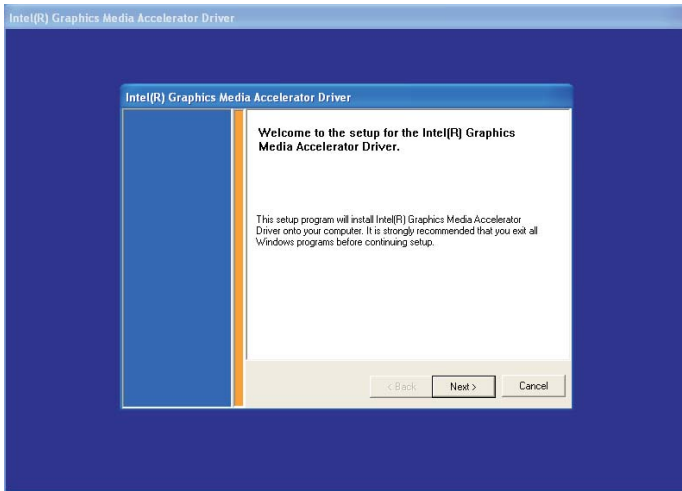 Intel(R) Graphics Media Accelerator Driver
Intel(R) Graphics Media Accelerator Driver
Welcome to the setup for the Intel(R) Graphics
Media Accelerator Driver.
This setup program will install Intel(R) Graphics Media Accelerator
Driver onto your computer. It is strongly recommended that you exit all
Windows programs before continuing setup.
< Back Next > Cancel